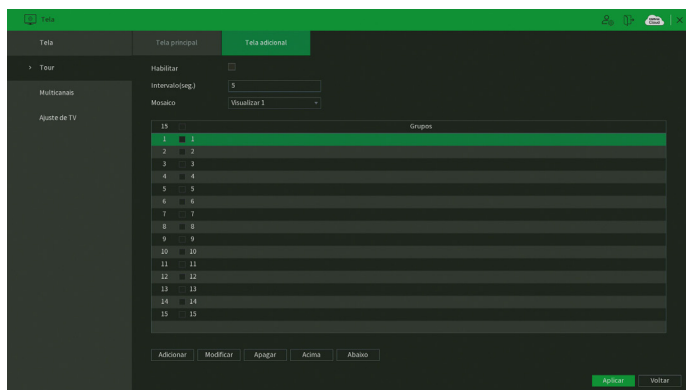 Tela
Intelbras Cloud
Tela
Tour
Multicanais
Ajuste de TV
Tela principal
Tela adicional
Habilitar
Intervalo(seg.) 5
Mosaico Visualizar 1
15 Grupos
1 1
2 2
3 3
4 4
5 5
6 6
7 7
8 8
9 9
10 10
11 11
12 12
13 13
14 14
15 15
Adicionar Modificar Apagar Acima Abaixo
Aplicar Voltar